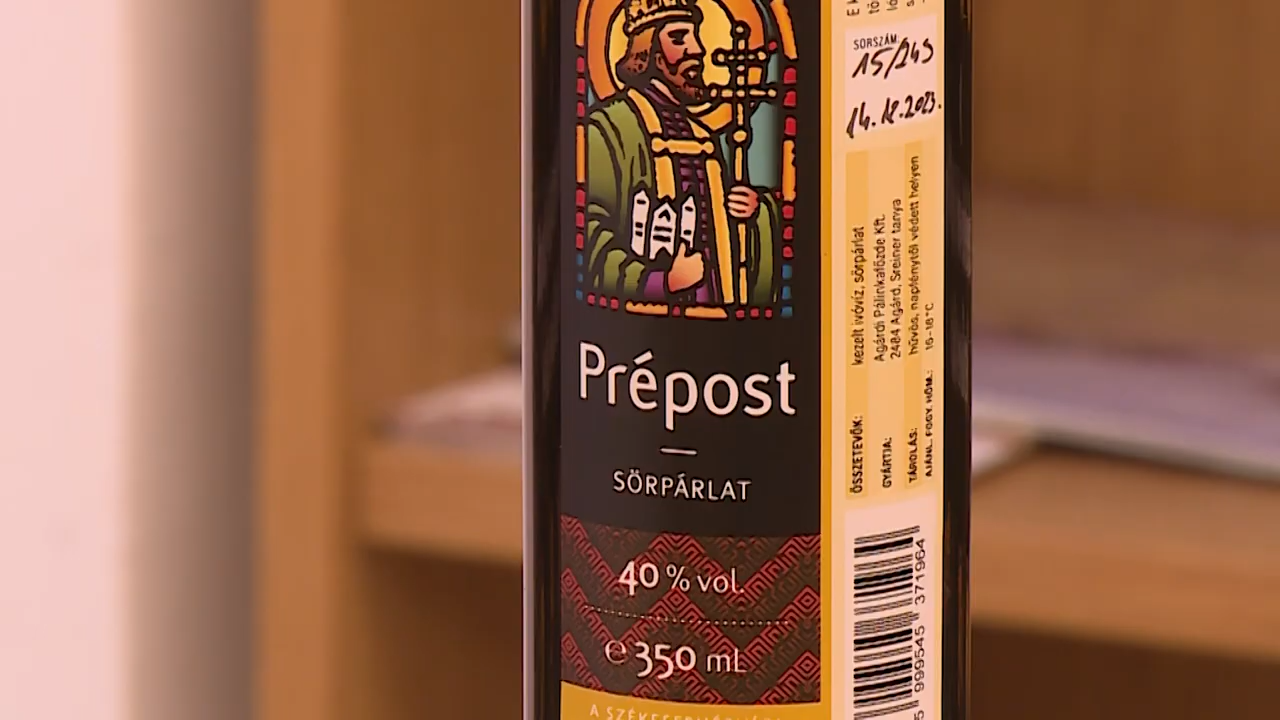 Prépost
SÖRPÁRLAT
40 % vol.
℮ 350 mL
SORSZÁM:
15/243
14.12.2023.
ÖSSZETEVŐK: kezelt ivóvíz, sörpárlat
GYÁRTJA: Agárdi Pálinkafőzde Kft.
2484 Agárd, Sreiner tanya
TÁROLÁS: hűvös, napfénytől védett helyen
AJÁNL. FOGY. HŐM.: 16-18 °C
5 999545 371964